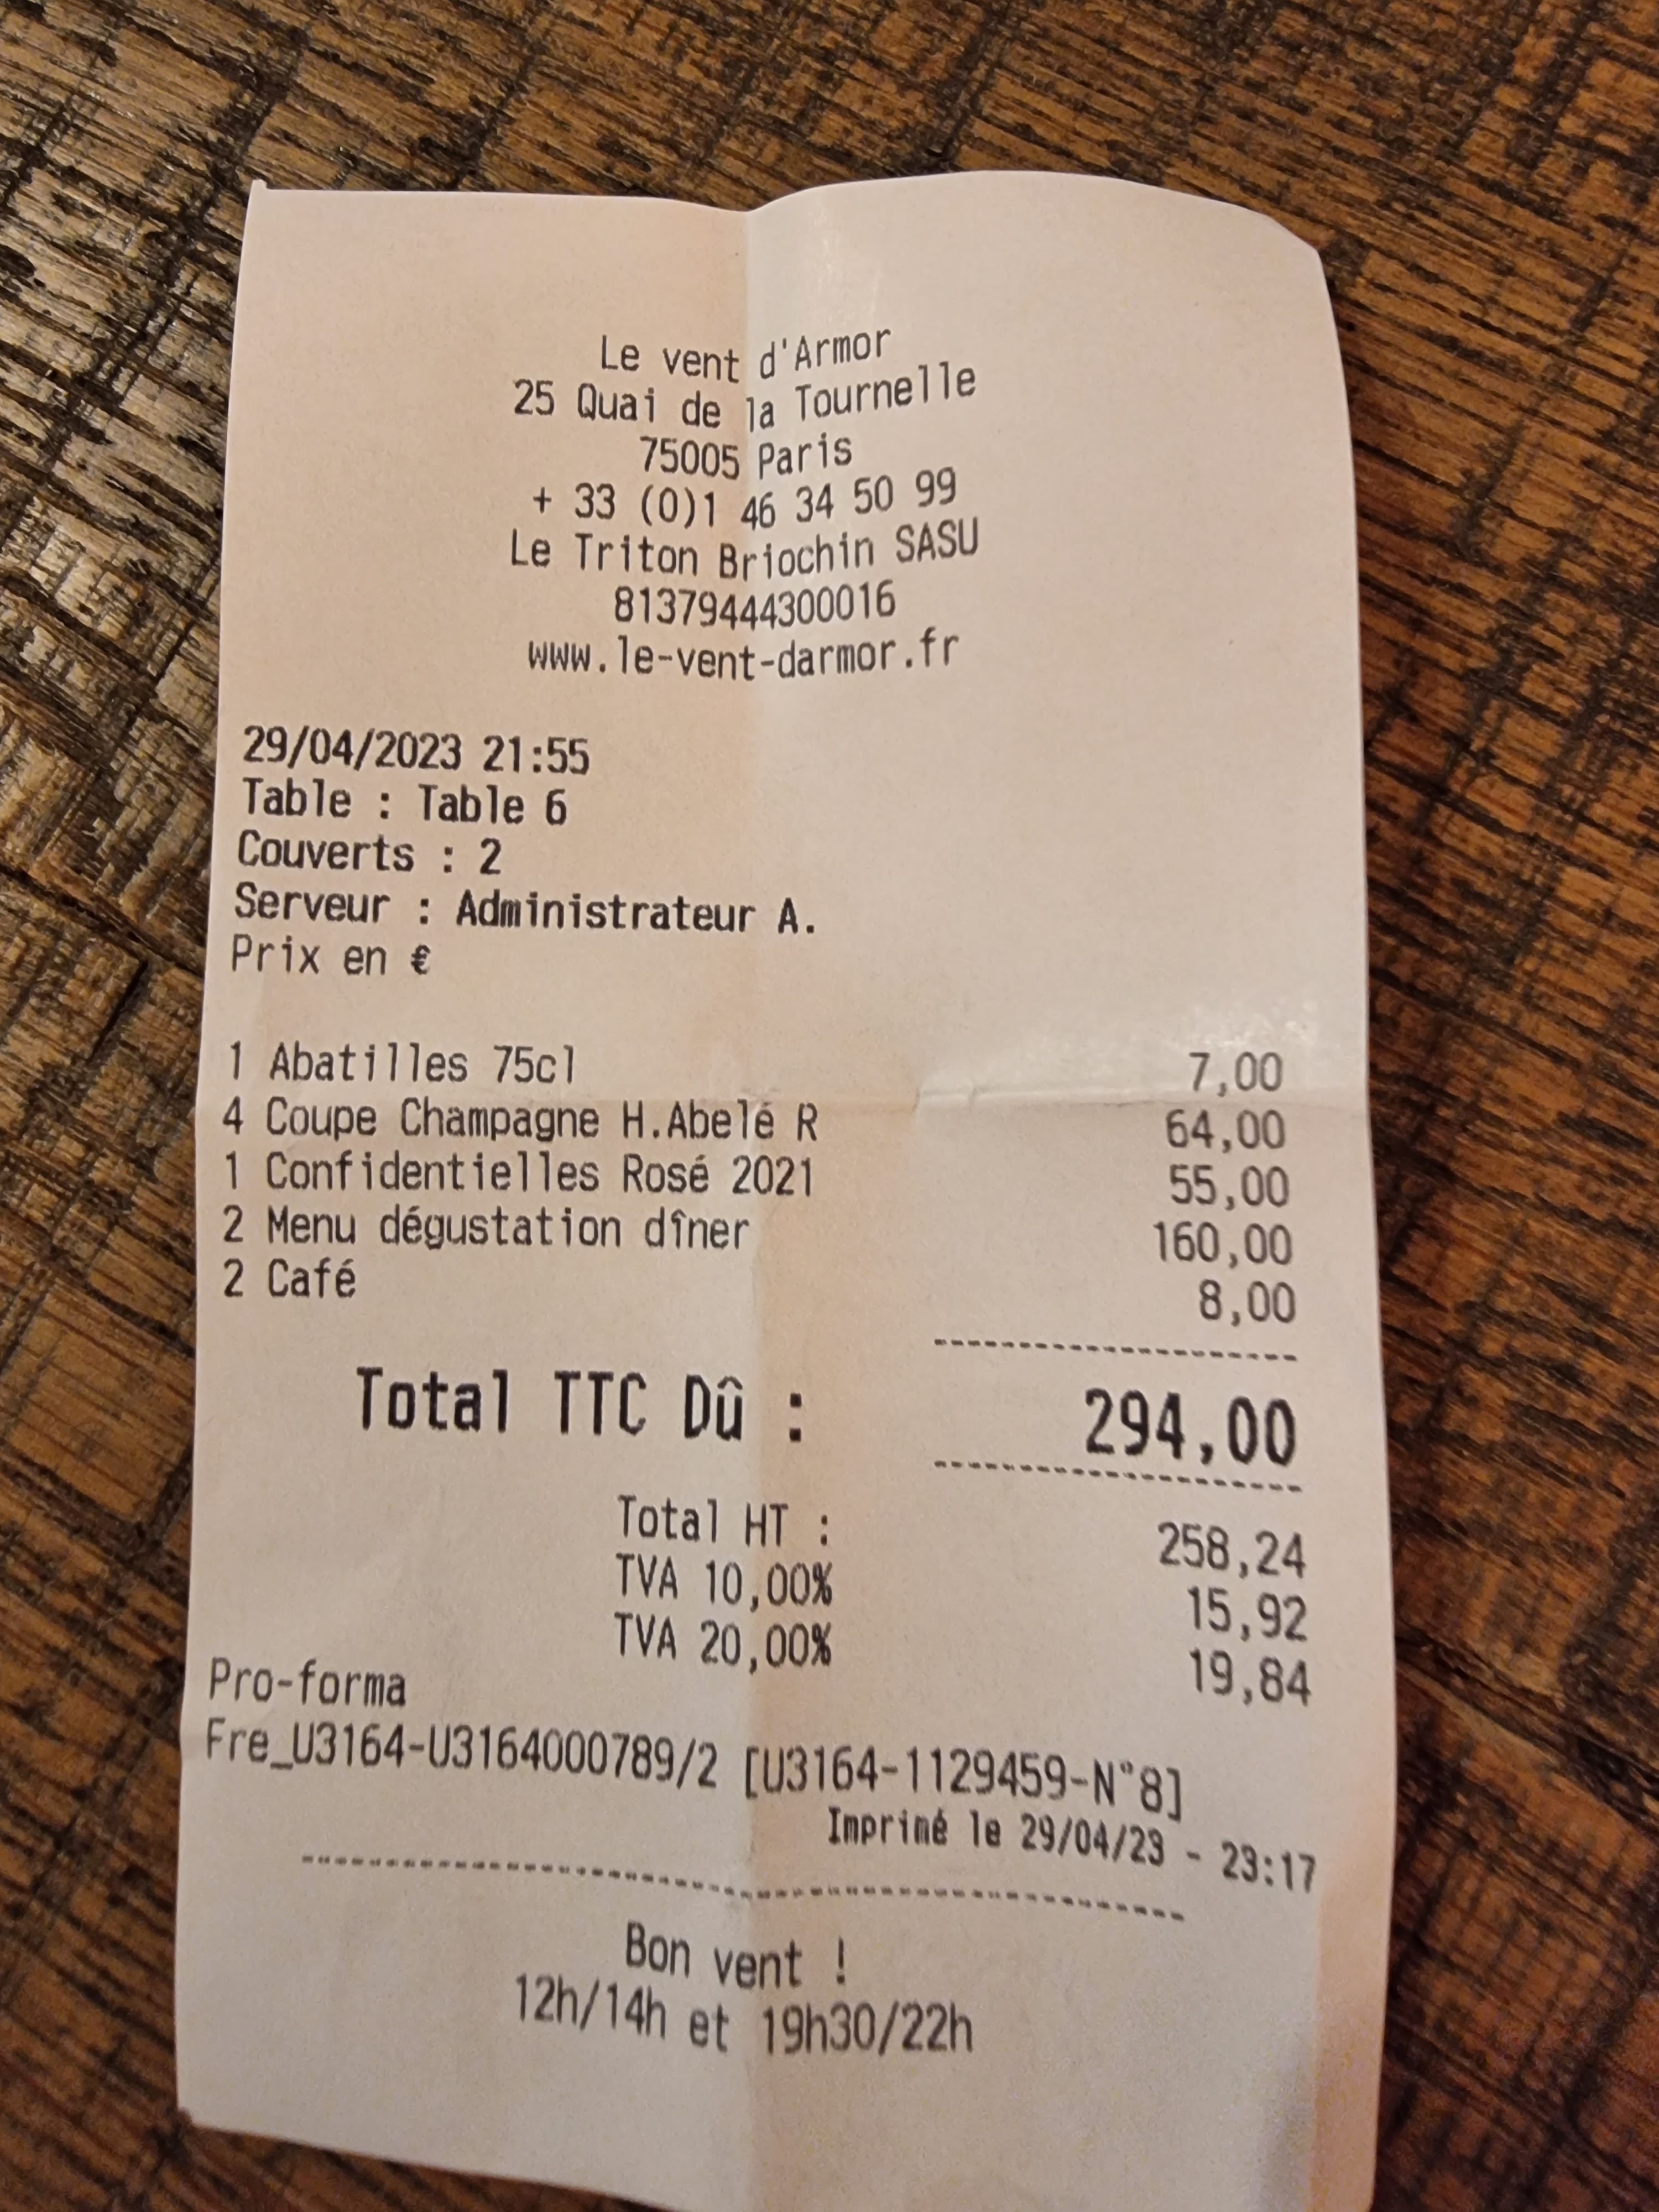 Le vent d'Armor
25 Quai de la Tournelle
75005 Paris
+ 33 (0)1 46 34 50 99
Le Triton Briochin SASU
81379444300016
www.le-vent-darmor.fr
29/04/2023 21:55
Table : Table 6
Couverts : 2
Serveur : Administrateur A.
Prix en €
1 Abatilles 75cl 7,00
4 Coupe Champagne H.Abelé R 64,00
1 Confidentielles Rosé 2021 55,00
2 Menu dégustation dîner 160,00
2 Café 8,00
Total TTC Dû : 294,00
Total HT : 258,24
TVA 10,00% 15,92
TVA 20,00% 19,84
Pro-forma
Fre_U3164-U3164000789/2 [U3164-1129459-N°8]
Imprimé le 29/04/23 - 23:17
Bon vent !
12h/14h et 19h30/22h